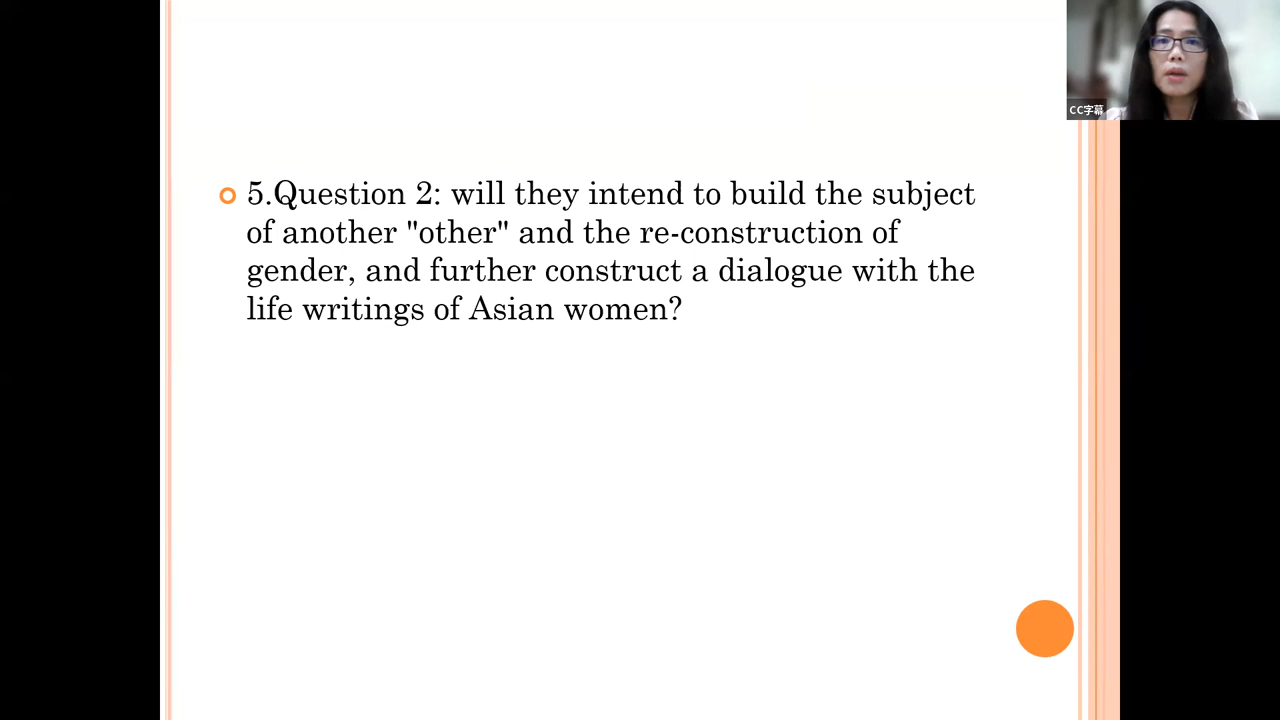 CC字幕
5.Question 2: will they intend to build the subject
of another "other" and the re-construction of
gender, and further construct a dialogue with the
life writings of Asian women?